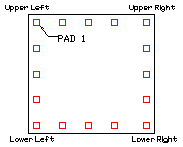 Upper Left Upper Right
PAD 1
Lower Left Lower Right